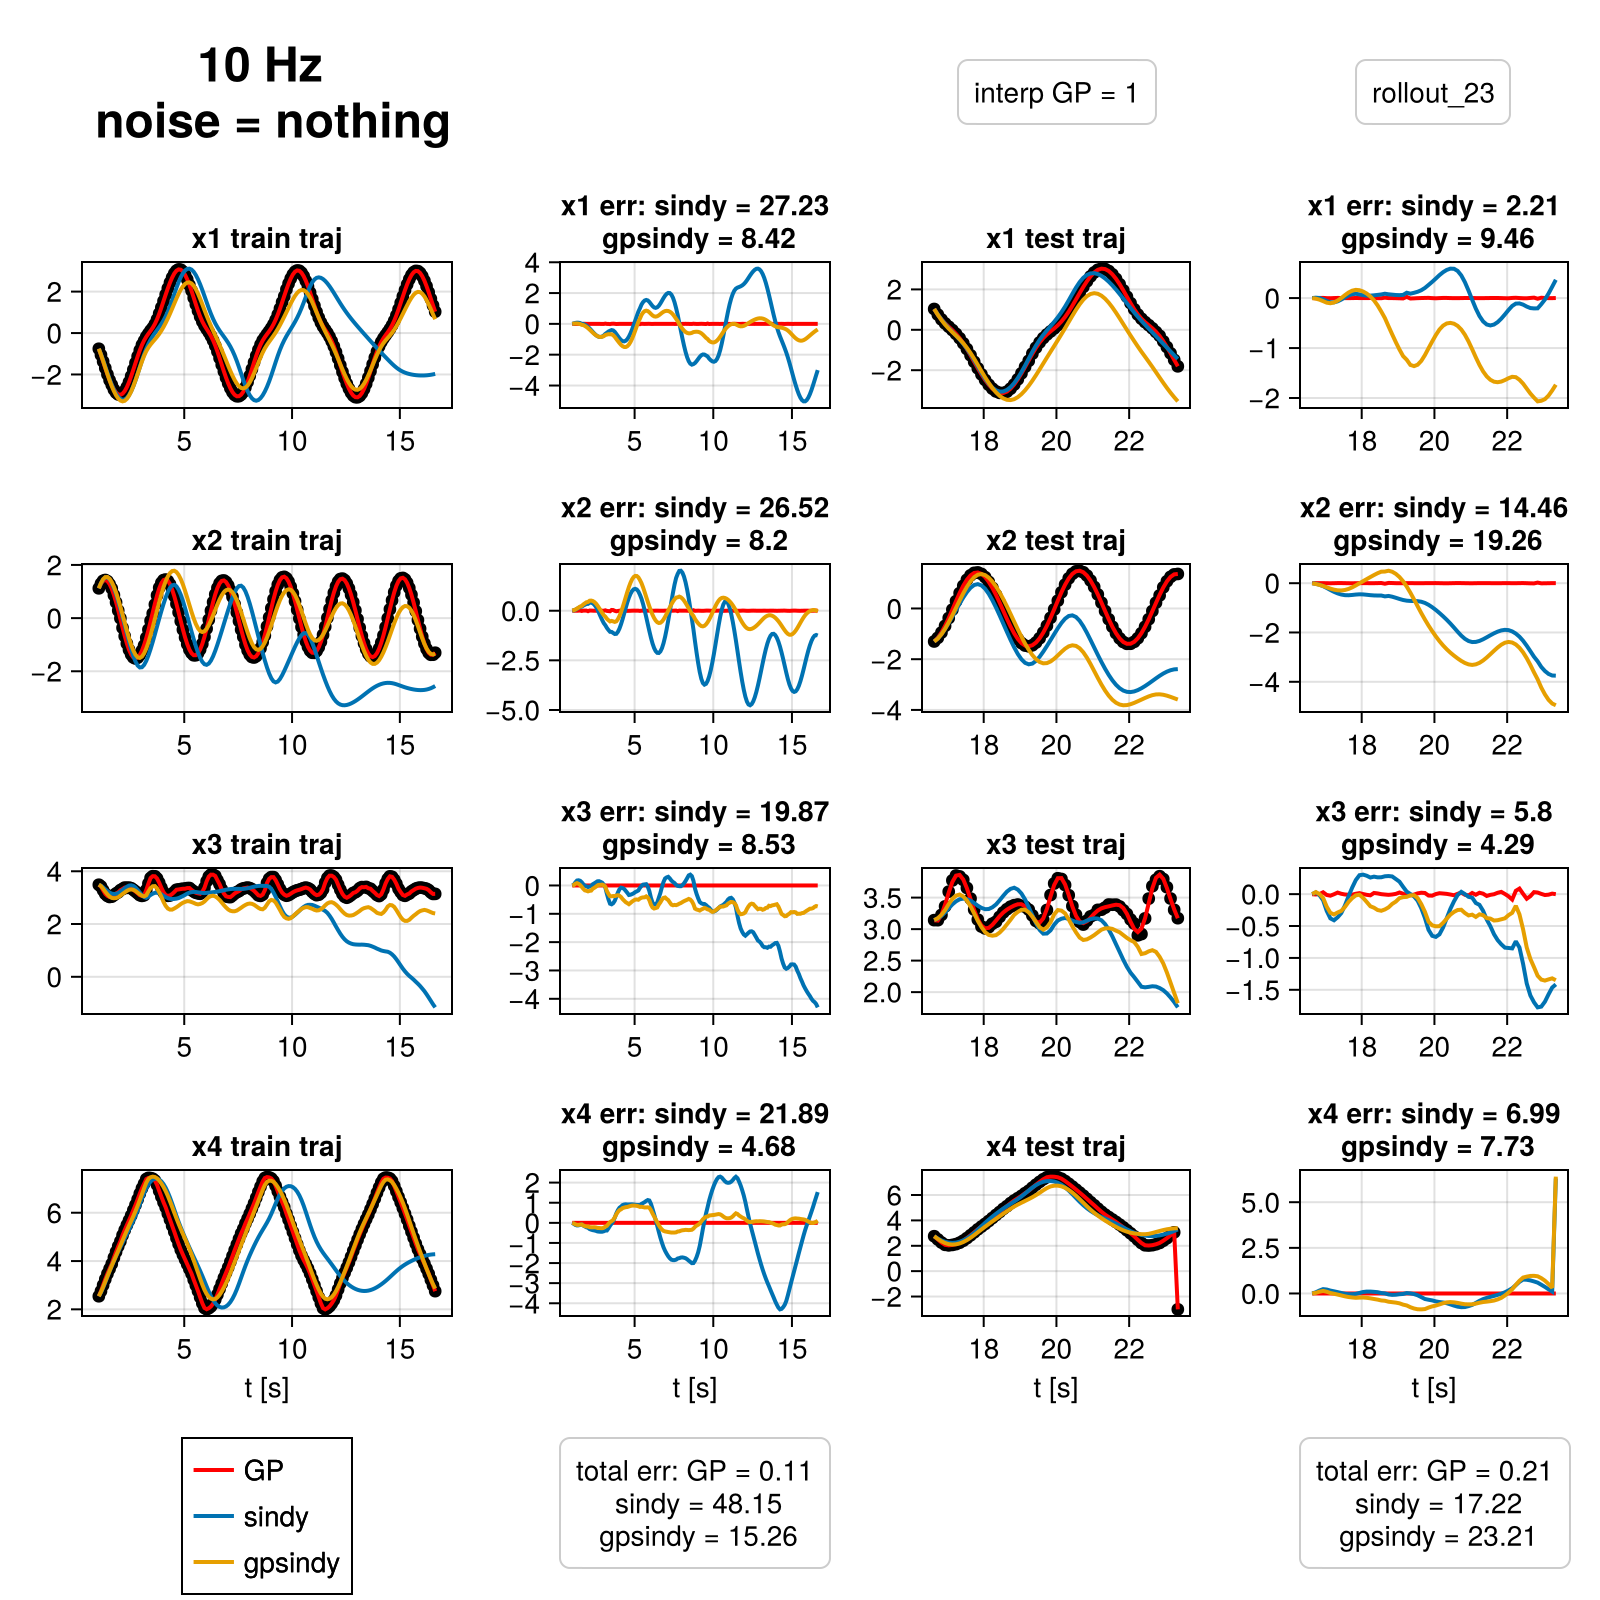 10 Hz
noise = nothing
interp GP = 1
rollout_23
x1 train traj
2
0
−2
5
10
15
x1 err: sindy = 27.23
gpsindy = 8.42
4
2
0
−2
−4
5
10
15
x1 test traj
2
0
−2
18
20
22
x1 err: sindy = 2.21
gpsindy = 9.46
0
−1
−2
18
20
22
x2 train traj
2
0
−2
5
10
15
x2 err: sindy = 26.52
gpsindy = 8.2
0.0
−2.5
−5.0
5
10
15
x2 test traj
0
−2
−4
18
20
22
x2 err: sindy = 14.46
gpsindy = 19.26
0
−2
−4
18
20
22
x3 train traj
4
2
0
5
10
15
x3 err: sindy = 19.87
gpsindy = 8.53
0
−1
−2
−3
−4
5
10
15
x3 test traj
3.5
3.0
2.5
2.0
18
20
22
x3 err: sindy = 5.8
gpsindy = 4.29
0.0
−0.5
−1.0
−1.5
18
20
22
x4 train traj
6
4
2
5
10
15
t [s]
x4 err: sindy = 21.89
gpsindy = 4.68
2
1
0
−1
−2
−3
−4
5
10
15
t [s]
x4 test traj
6
4
2
0
−2
18
20
22
t [s]
x4 err: sindy = 6.99
gpsindy = 7.73
5.0
2.5
0.0
18
20
22
t [s]
GP
sindy
gpsindy
total err: GP = 0.11
sindy = 48.15
gpsindy = 15.26
total err: GP = 0.21
sindy = 17.22
gpsindy = 23.21